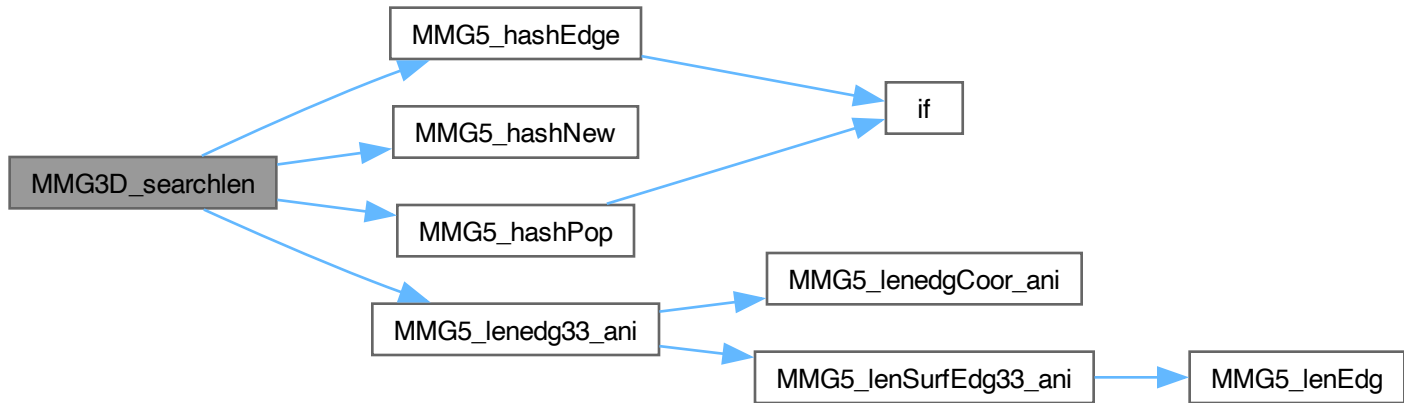 MMG5_hashEdge
if
MMG5_hashNew
MMG3D_searchlen
MMG5_hashPop
MMG5_lenedgCoor_ani
MMG5_lenedg33_ani
MMG5_lenSurfEdg33_ani
MMG5_lenEdg